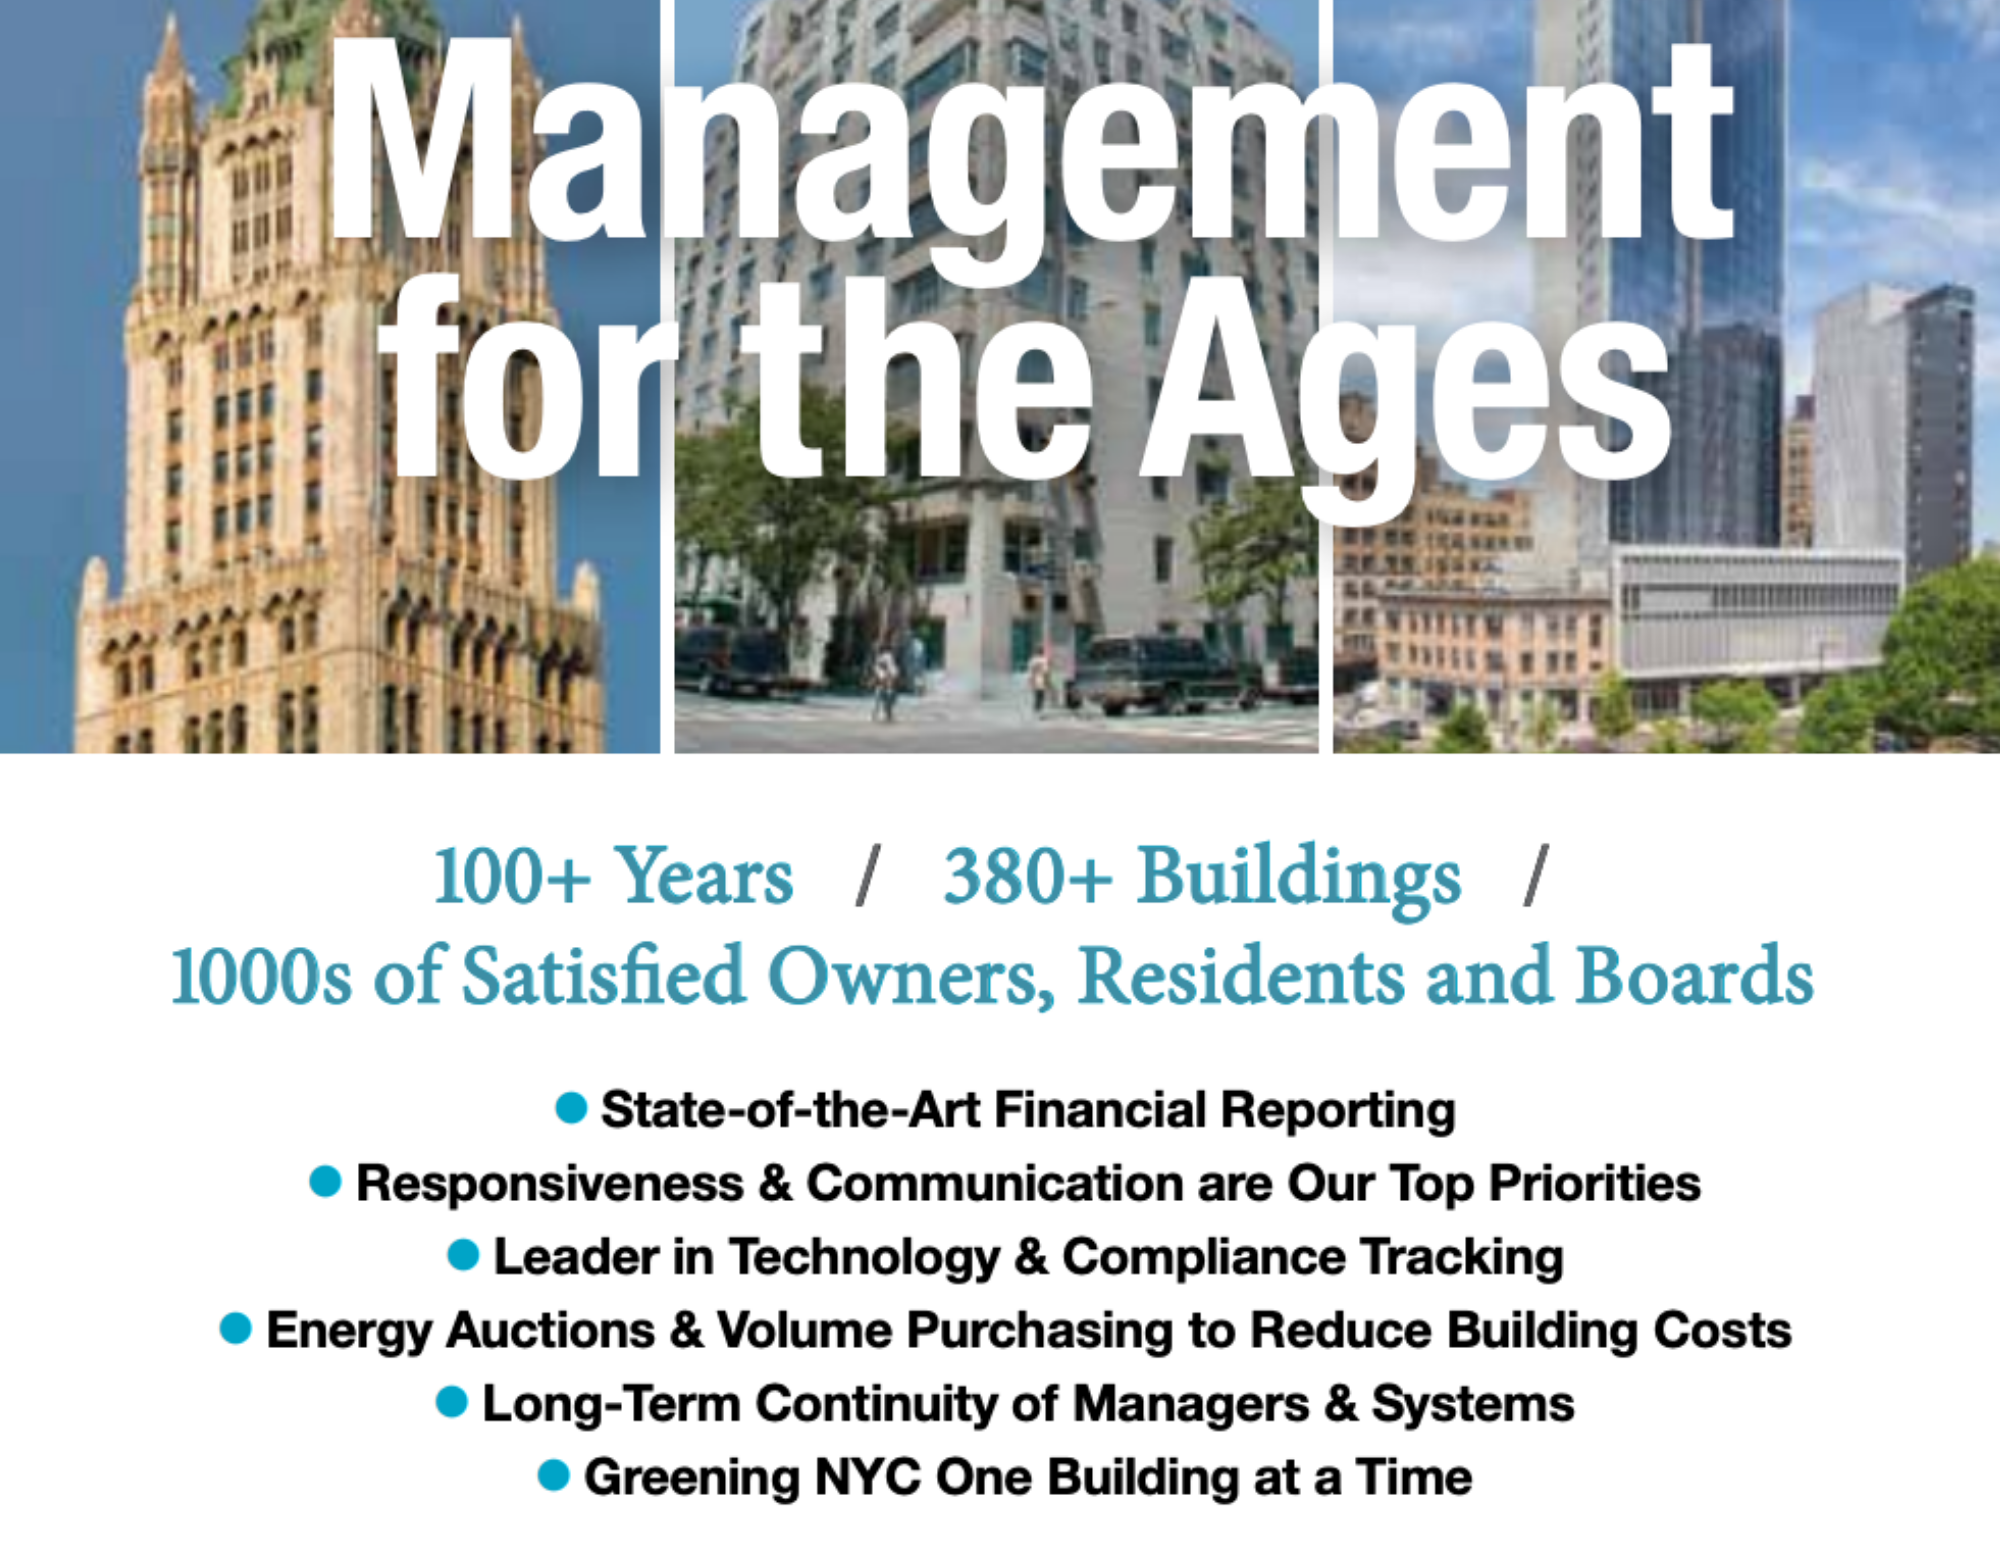 Management
for the Ages
100+ Years / 380+ Buildings /
1000s of Satisfied Owners, Residents and Boards
● State-of-the-Art Financial Reporting
● Responsiveness & Communication are Our Top Priorities
● Leader in Technology & Compliance Tracking
● Energy Auctions & Volume Purchasing to Reduce Building Costs
● Long-Term Continuity of Managers & Systems
● Greening NYC One Building at a Time